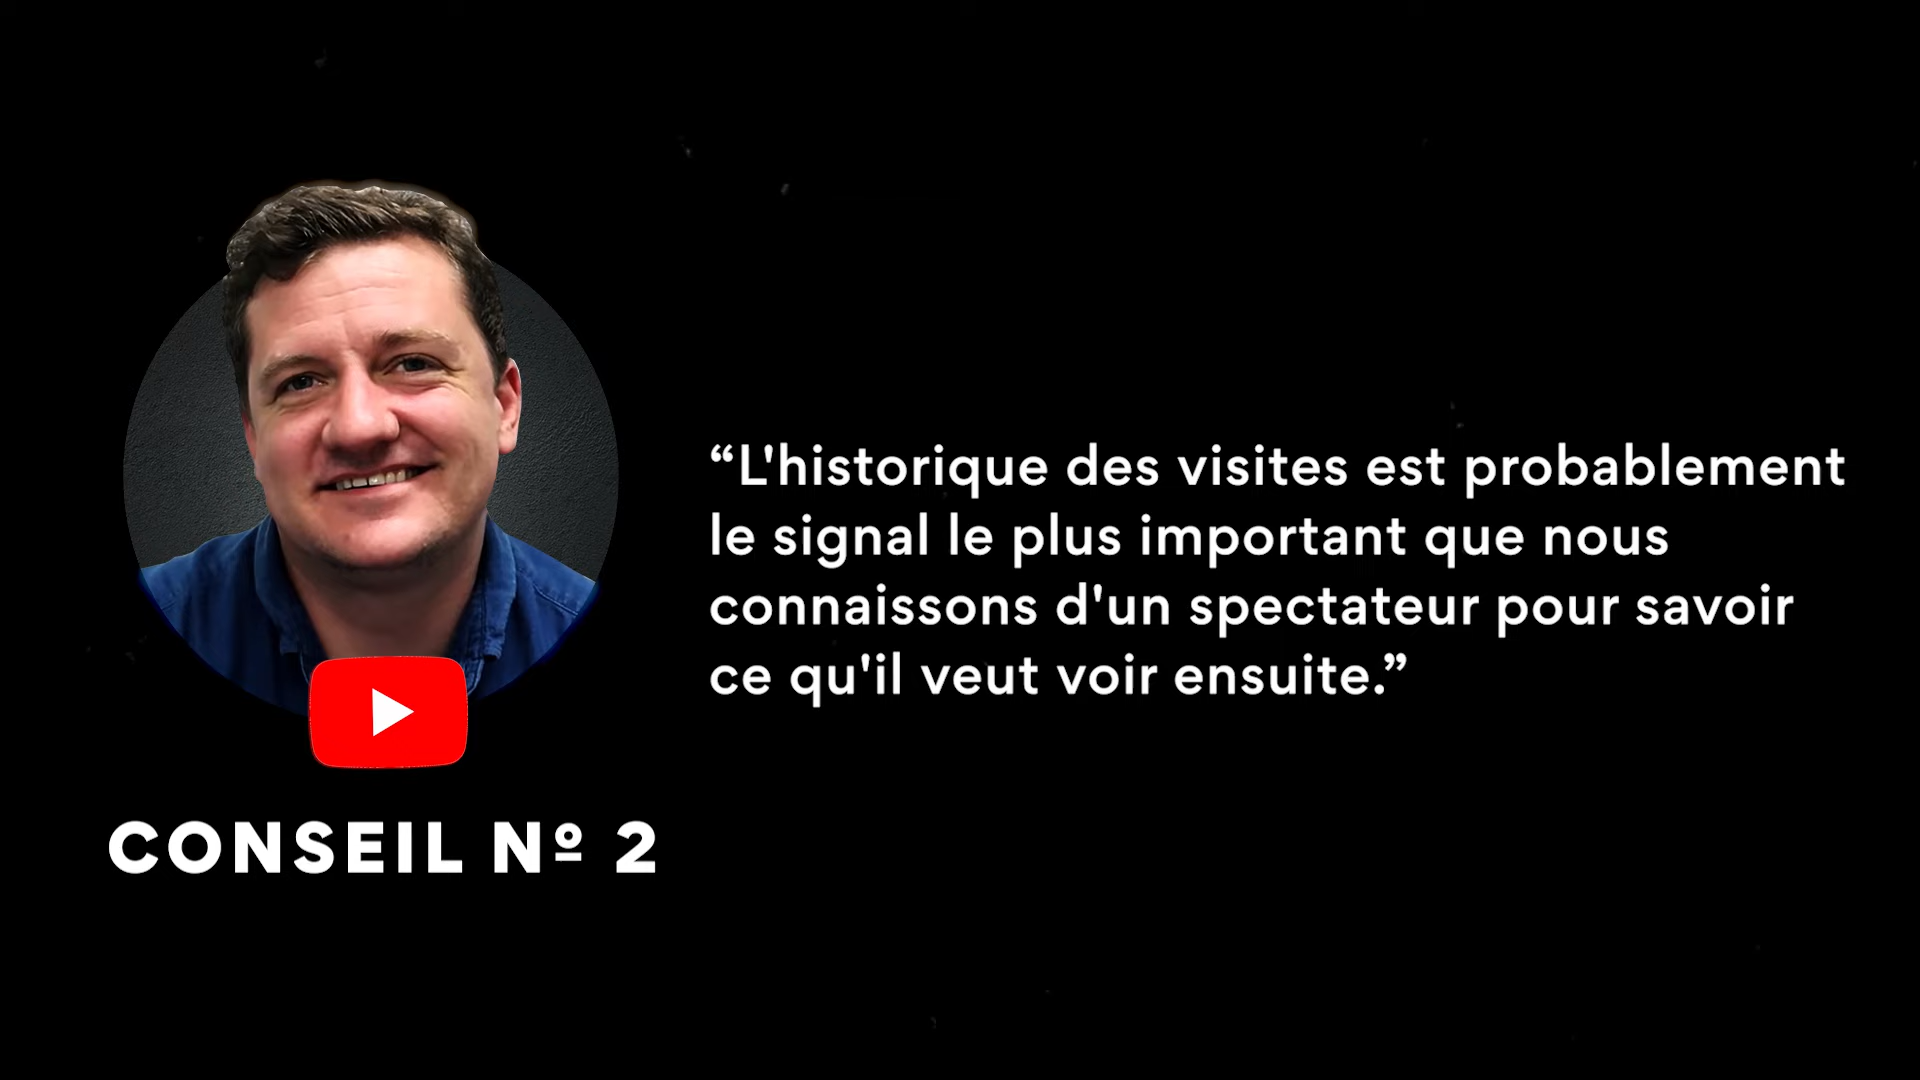 “L'historique des visites est probablement
le signal le plus important que nous
connaissons d'un spectateur pour savoir
ce qu'il veut voir ensuite.”
CONSEIL Nº 2